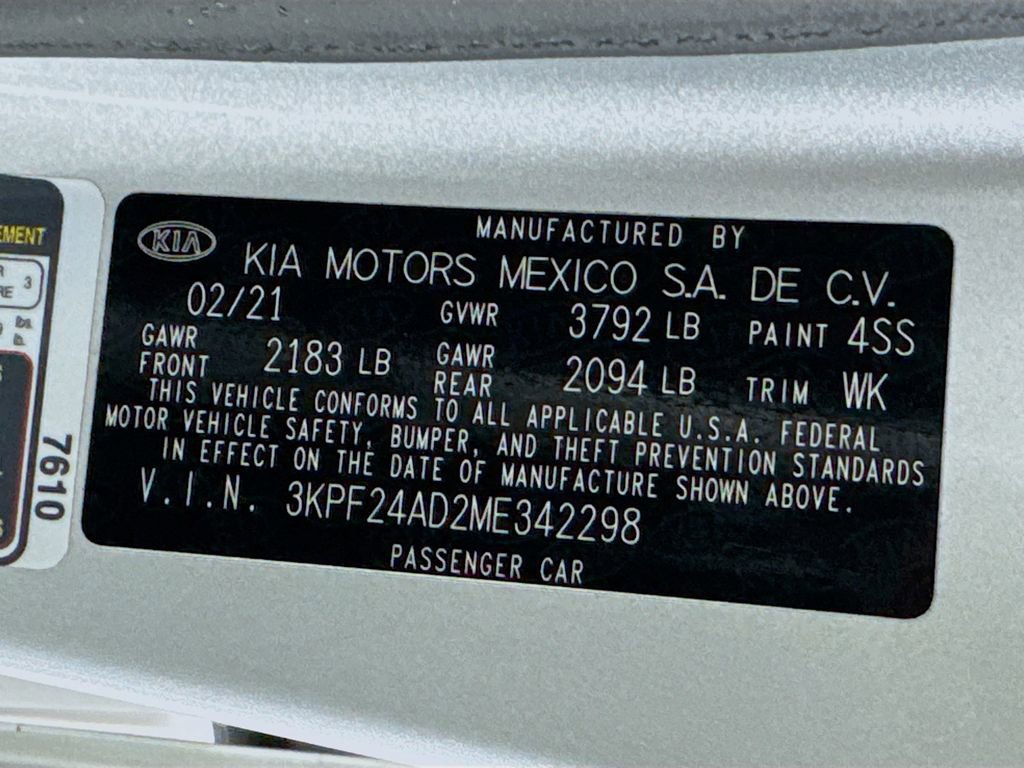 MANUFACTURED BY
KIA
KIA MOTORS MEXICO S.A. DE C.V.
02/21 GVWR 3792 LB PAINT 4SS
GAWR FRONT 2183 LB GAWR REAR 2094 LB TRIM WK
THIS VEHICLE CONFORMS TO ALL APPLICABLE U.S.A. FEDERAL
MOTOR VEHICLE SAFETY, BUMPER, AND THEFT PREVENTION STANDARDS
IN EFFECT ON THE DATE OF MANUFACTURE SHOWN ABOVE.
V.I.N. 3KPF24AD2ME342298
PASSENGER CAR
7610
3